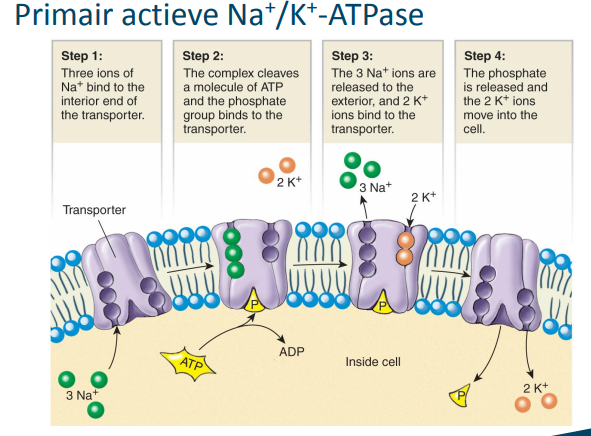 Primair actieve Na⁺/K⁺-ATPase
Step 1:
Three ions of
Na⁺ bind to the
interior end of
the transporter.
Step 2:
The complex cleaves
a molecule of ATP
and the phosphate
group binds to the
transporter.
Step 3:
The 3 Na⁺ ions are
released to the
exterior, and 2 K⁺
ions bind to the
transporter.
Step 4:
The phosphate
is released and
the 2 K⁺ ions
move into the
cell.
2 K⁺
3 Na⁺
2 K⁺
Transporter
P
P
ATP
ADP
Inside cell
3 Na⁺
P
2 K⁺